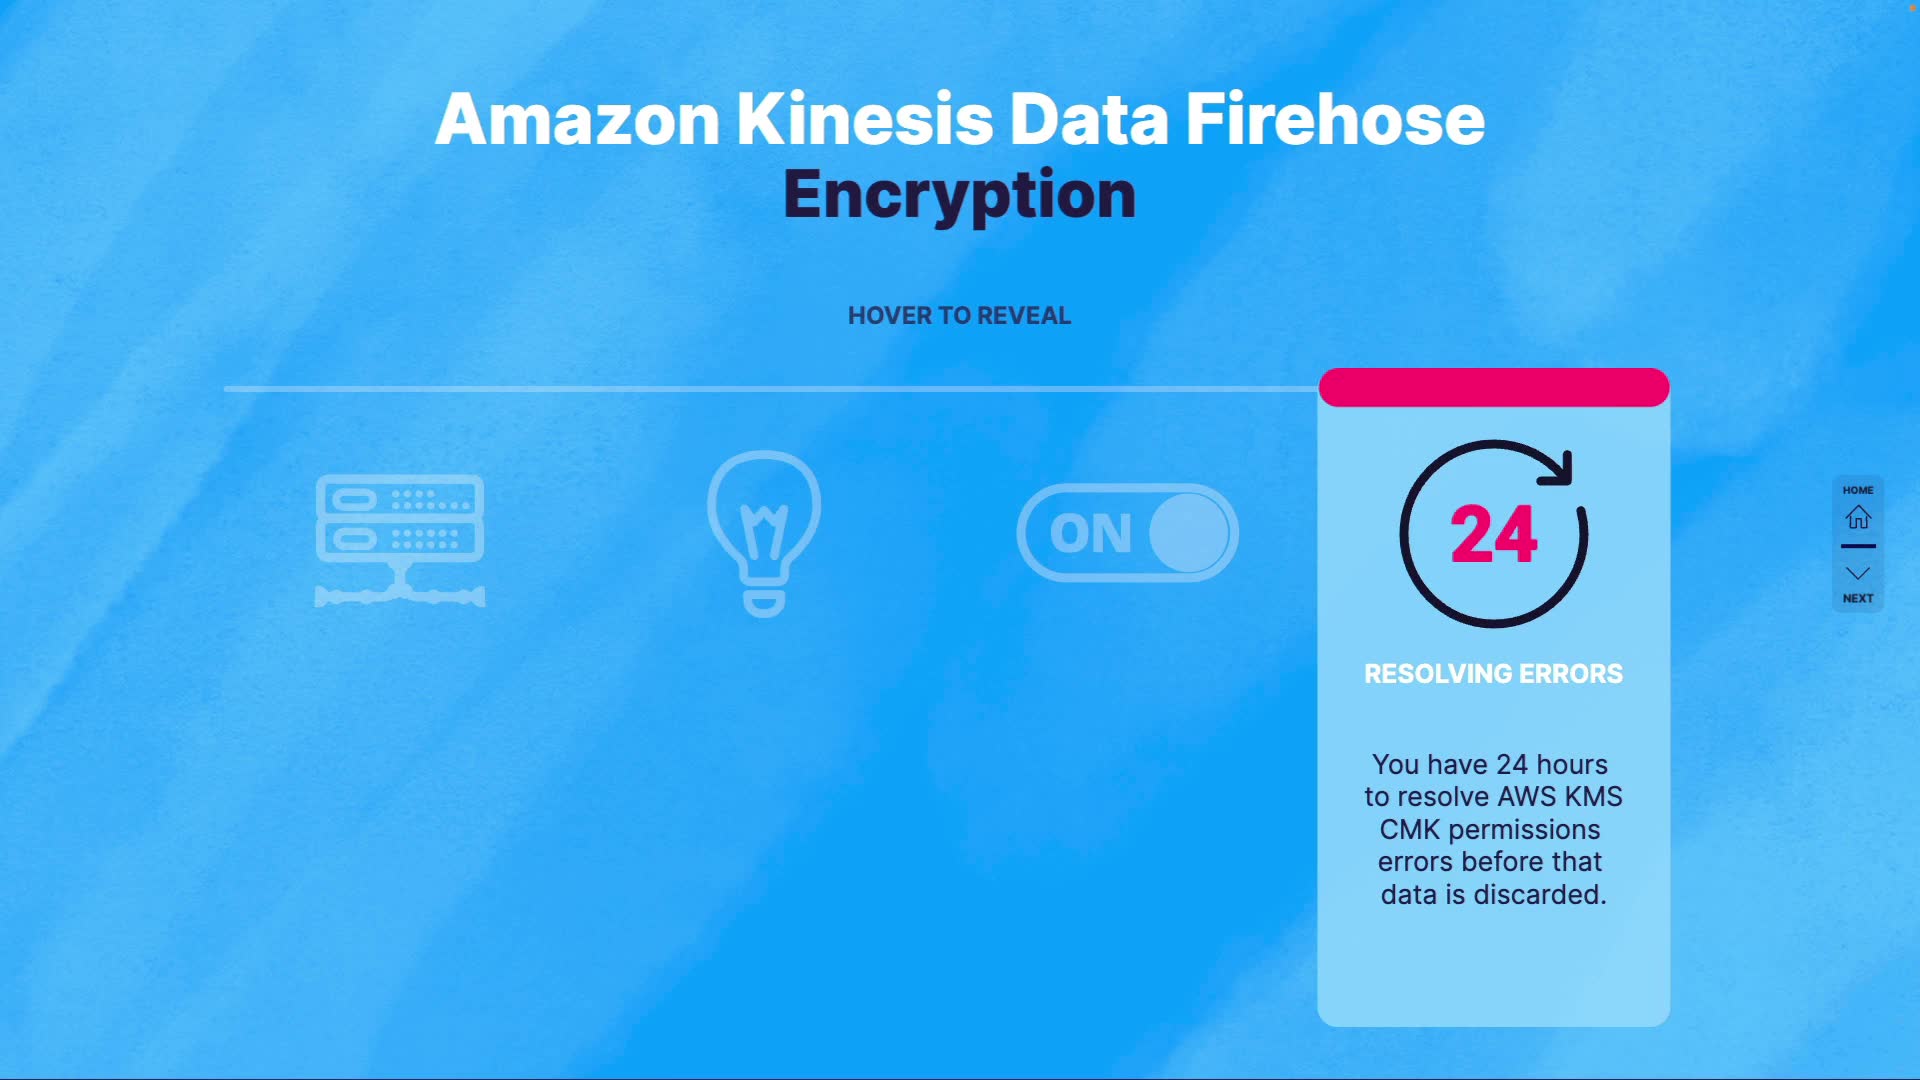 Amazon Kinesis Data Firehose
Encryption
HOVER TO REVEAL
ON
24
RESOLVING ERRORS
You have 24 hours
to resolve AWS KMS
CMK permissions
errors before that
data is discarded.
HOME
NEXT